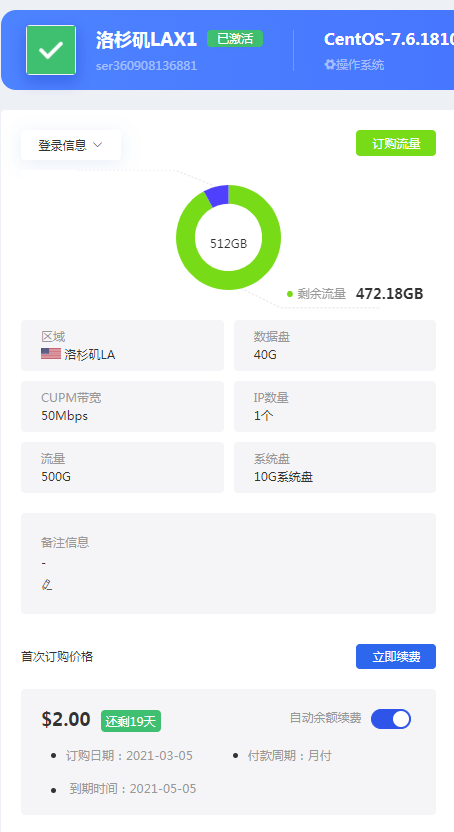 洛杉矶LAX1 已激活
CentOS-7.6.1810
ser360908136881
操作系统
登录信息
订购流量
512GB
剩余流量 472.18GB
区域
洛杉矶LA
数据盘
40G
CUPM带宽
50Mbps
IP数量
1个
流量
500G
系统盘
10G系统盘
备注信息
-
首次订购价格
立即续费
$2.00 还剩19天
自动余额续费
订购日期：2021-03-05
付款周期：月付
到期时间：2021-05-05